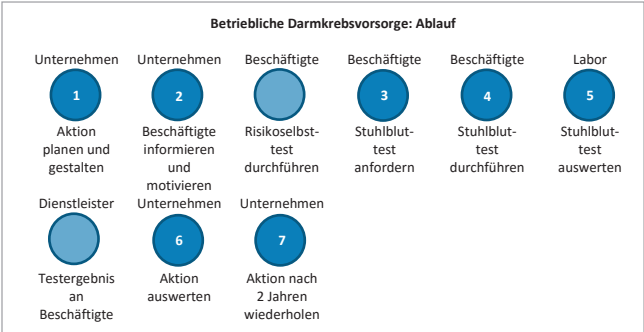 Betriebliche Darmkrebsvorsorge: Ablauf
Unternehmen
1
Aktion
planen und
gestalten
Unternehmen
2
Beschäftigte
informieren
und
motivieren
Beschäftigte
Risikoselbst-
test
durchführen
Beschäftigte
3
Stuhlblut-
test
anfordern
Beschäftigte
4
Stuhlblut-
test
durchführen
Labor
5
Stuhlblut-
test
auswerten
Dienstleister
Testergebnis
an
Beschäftigte
Unternehmen
6
Aktion
auswerten
Unternehmen
7
Aktion nach
2 Jahren
wiederholen